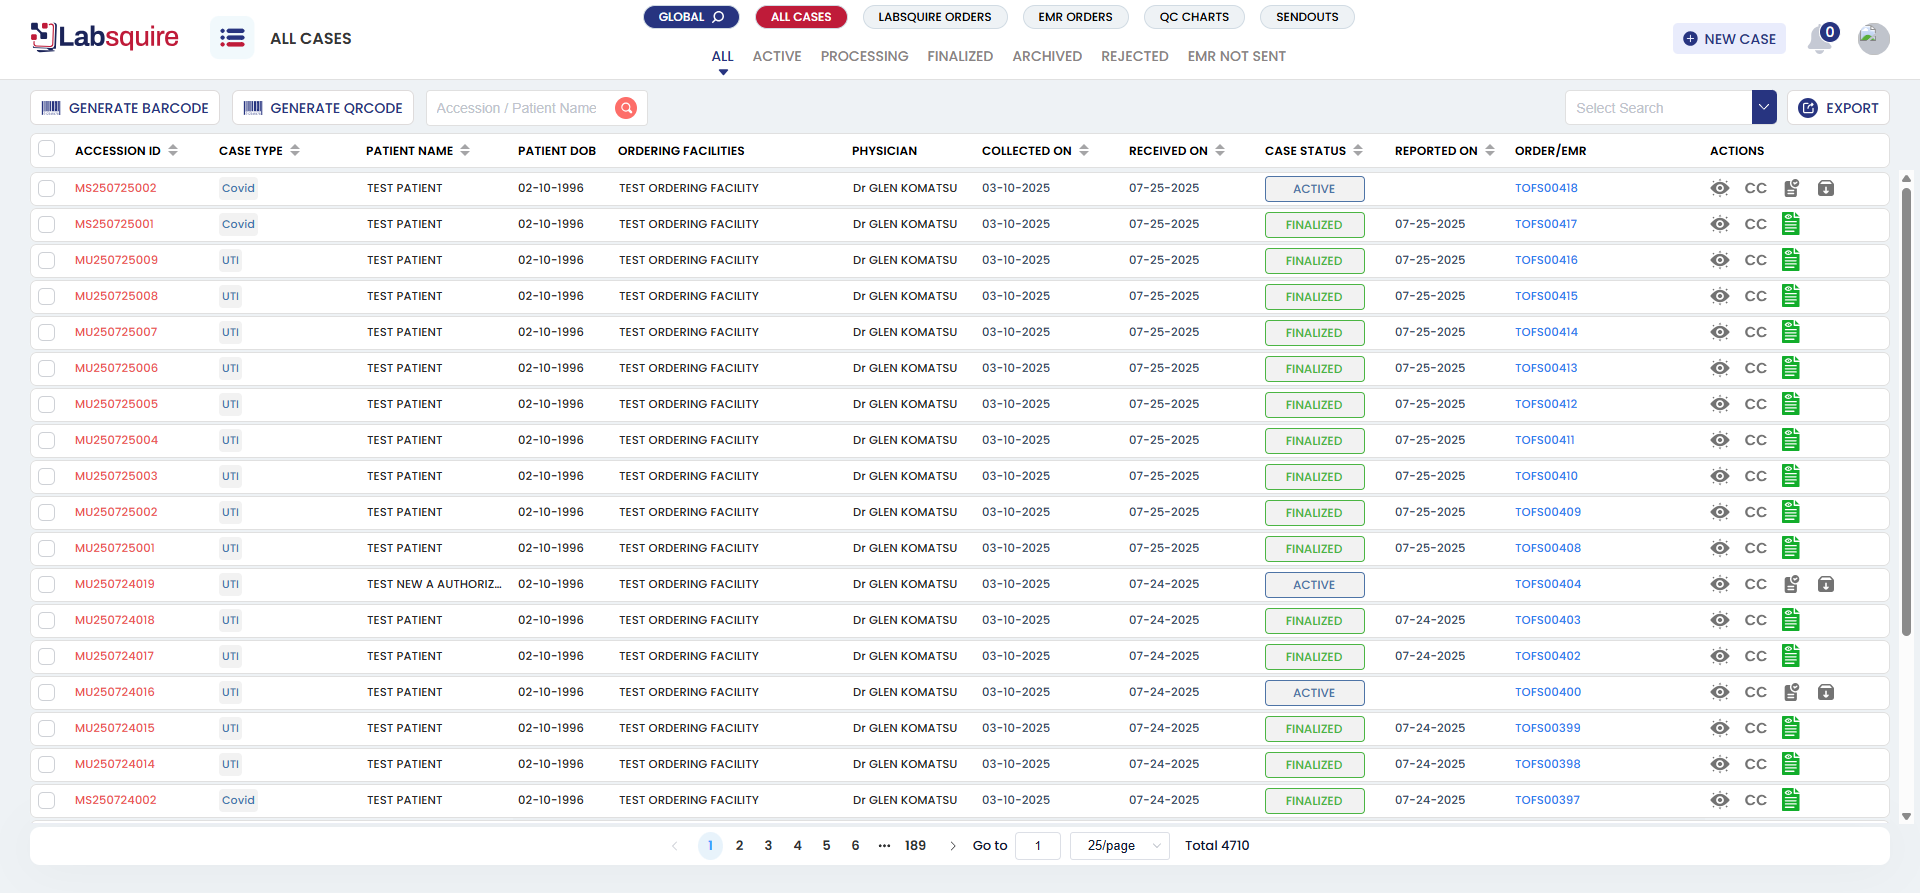 Labsquire
ALL CASES
GLOBAL
ALL CASES
LABSQUIRE ORDERS
EMR ORDERS
QC CHARTS
SENDOUTS
ALL
ACTIVE
PROCESSING
FINALIZED
ARCHIVED
REJECTED
EMR NOT SENT
NEW CASE
0
GENERATE BARCODE
GENERATE QRCODE
Accession / Patient Name
Select Search
EXPORT
ACCESSION ID CASE TYPE PATIENT NAME PATIENT DOB ORDERING FACILITIES PHYSICIAN COLLECTED ON RECEIVED ON CASE STATUS REPORTED ON ORDER/EMR ACTIONS
MS250725002 Covid TEST PATIENT 02-10-1996 TEST ORDERING FACILITY Dr GLEN KOMATSU 03-10-2025 07-25-2025 ACTIVE TOFS00418 CC
MS250725001 Covid TEST PATIENT 02-10-1996 TEST ORDERING FACILITY Dr GLEN KOMATSU 03-10-2025 07-25-2025 FINALIZED 07-25-2025 TOFS00417 CC
MU250725009 UTI TEST PATIENT 02-10-1996 TEST ORDERING FACILITY Dr GLEN KOMATSU 03-10-2025 07-25-2025 FINALIZED 07-25-2025 TOFS00416 CC
MU250725008 UTI TEST PATIENT 02-10-1996 TEST ORDERING FACILITY Dr GLEN KOMATSU 03-10-2025 07-25-2025 FINALIZED 07-25-2025 TOFS00415 CC
MU250725007 UTI TEST PATIENT 02-10-1996 TEST ORDERING FACILITY Dr GLEN KOMATSU 03-10-2025 07-25-2025 FINALIZED 07-25-2025 TOFS00414 CC
MU250725006 UTI TEST PATIENT 02-10-1996 TEST ORDERING FACILITY Dr GLEN KOMATSU 03-10-2025 07-25-2025 FINALIZED 07-25-2025 TOFS00413 CC
MU250725005 UTI TEST PATIENT 02-10-1996 TEST ORDERING FACILITY Dr GLEN KOMATSU 03-10-2025 07-25-2025 FINALIZED 07-25-2025 TOFS00412 CC
MU250725004 UTI TEST PATIENT 02-10-1996 TEST ORDERING FACILITY Dr GLEN KOMATSU 03-10-2025 07-25-2025 FINALIZED 07-25-2025 TOFS00411 CC
MU250725003 UTI TEST PATIENT 02-10-1996 TEST ORDERING FACILITY Dr GLEN KOMATSU 03-10-2025 07-25-2025 FINALIZED 07-25-2025 TOFS00410 CC
MU250725002 UTI TEST PATIENT 02-10-1996 TEST ORDERING FACILITY Dr GLEN KOMATSU 03-10-2025 07-25-2025 FINALIZED 07-25-2025 TOFS00409 CC
MU250725001 UTI TEST PATIENT 02-10-1996 TEST ORDERING FACILITY Dr GLEN KOMATSU 03-10-2025 07-25-2025 FINALIZED 07-25-2025 TOFS00408 CC
MU250724019 UTI TEST NEW A AUTHORIZ... 02-10-1996 TEST ORDERING FACILITY Dr GLEN KOMATSU 03-10-2025 07-24-2025 ACTIVE TOFS00404 CC
MU250724018 UTI TEST PATIENT 02-10-1996 TEST ORDERING FACILITY Dr GLEN KOMATSU 03-10-2025 07-24-2025 FINALIZED 07-24-2025 TOFS00403 CC
MU250724017 UTI TEST PATIENT 02-10-1996 TEST ORDERING FACILITY Dr GLEN KOMATSU 03-10-2025 07-24-2025 FINALIZED 07-24-2025 TOFS00402 CC
MU250724016 UTI TEST PATIENT 02-10-1996 TEST ORDERING FACILITY Dr GLEN KOMATSU 03-10-2025 07-24-2025 ACTIVE TOFS00400 CC
MU250724015 UTI TEST PATIENT 02-10-1996 TEST ORDERING FACILITY Dr GLEN KOMATSU 03-10-2025 07-24-2025 FINALIZED 07-24-2025 TOFS00399 CC
MU250724014 UTI TEST PATIENT 02-10-1996 TEST ORDERING FACILITY Dr GLEN KOMATSU 03-10-2025 07-24-2025 FINALIZED 07-24-2025 TOFS00398 CC
MS250724002 Covid TEST PATIENT 02-10-1996 TEST ORDERING FACILITY Dr GLEN KOMATSU 03-10-2025 07-24-2025 FINALIZED 07-24-2025 TOFS00397 CC
1 2 3 4 5 6 ••• 189 Go to 1 25/page Total 4710